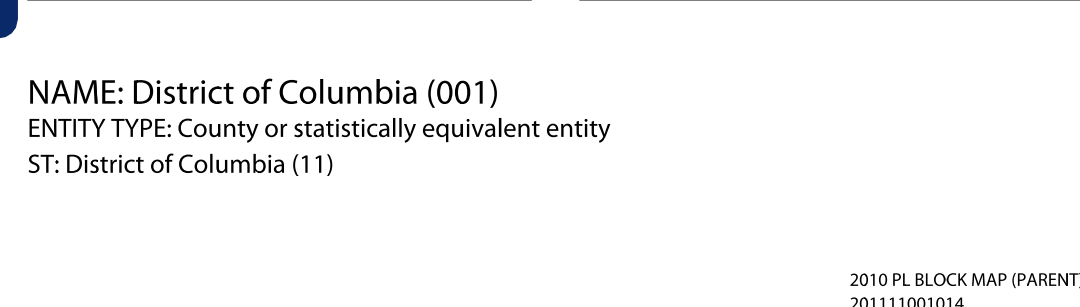 NAME: District of Columbia (001)
ENTITY TYPE: County or statistically equivalent entity
ST: District of Columbia (11)
2010 PL BLOCK MAP (PARENT)
201111001014